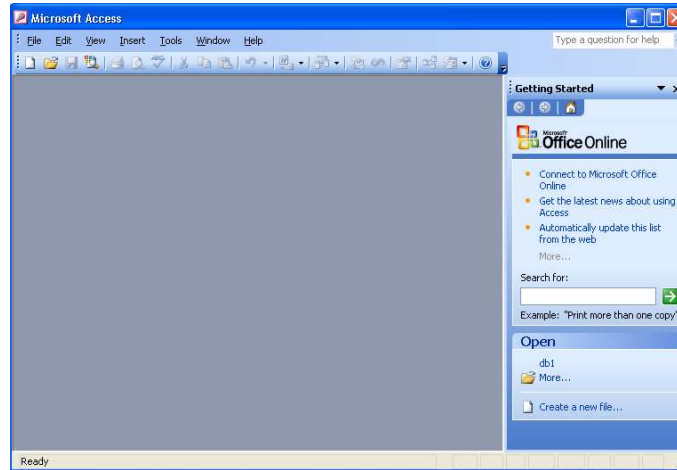 Microsoft Access
File Edit View Insert Tools Window Help
Type a question for help
Getting Started
Microsoft
Office Online
Connect to Microsoft Office
Online
Get the latest news about using
Access
Automatically update this list
from the web
More...
Search for:
Example: "Print more than one copy"
Open
db1
More...
Create a new file...
Ready